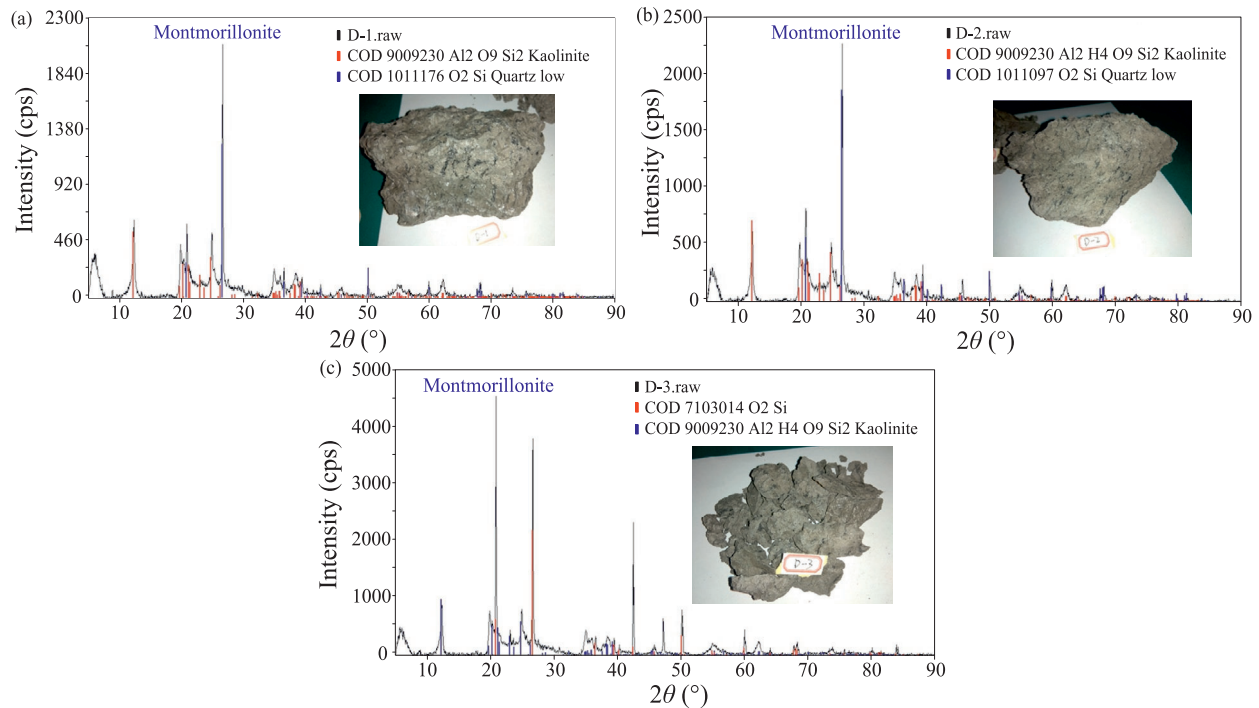 (a)
Montmorillonite
D-1.raw
COD 9009230 Al2 O9 Si2 Kaolinite
COD 1011176 O2 Si Quartz low
Intensity (cps)
2300
1840
1380
920
460
0
10 20 30 40 50 60 70 80 90
2θ (°)
D-1
(b)
Montmorillonite
D-2.raw
COD 9009230 Al2 H4 O9 Si2 Kaolinite
COD 1011097 O2 Si Quartz low
Intensity (cps)
2500
2000
1500
1000
500
0
10 20 30 40 50 60 70 80 90
2θ (°)
D-2
(c)
Montmorillonite
D-3.raw
COD 7103014 O2 Si
COD 9009230 Al2 H4 O9 Si2 Kaolinite
Intensity (cps)
5000
4000
3000
2000
1000
0
10 20 30 40 50 60 70 80 90
2θ (°)
D-3